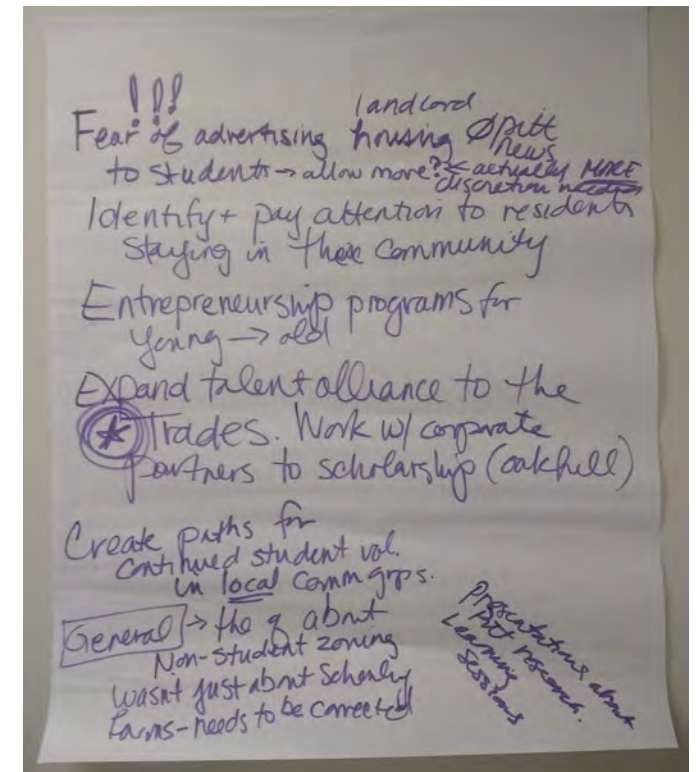 !!!
landlord
Fear of advertising housing Øpitt
news
to students → allow more? ← actually MORE
discretion needed
Identify + pay attention to residents
staying in their community
Entrepreneurship programs for
young → old
Expand talent alliance to the
* Trades. Work w/ corporate
partners to scholarship (oakhill)
Create paths for
continued student vol.
in local comm grps.
General → the q about
Non-student zoning
wasnt just about Schenley
Farms - needs to be corrected
Presentations about
Pitt research.
Learning
sessions